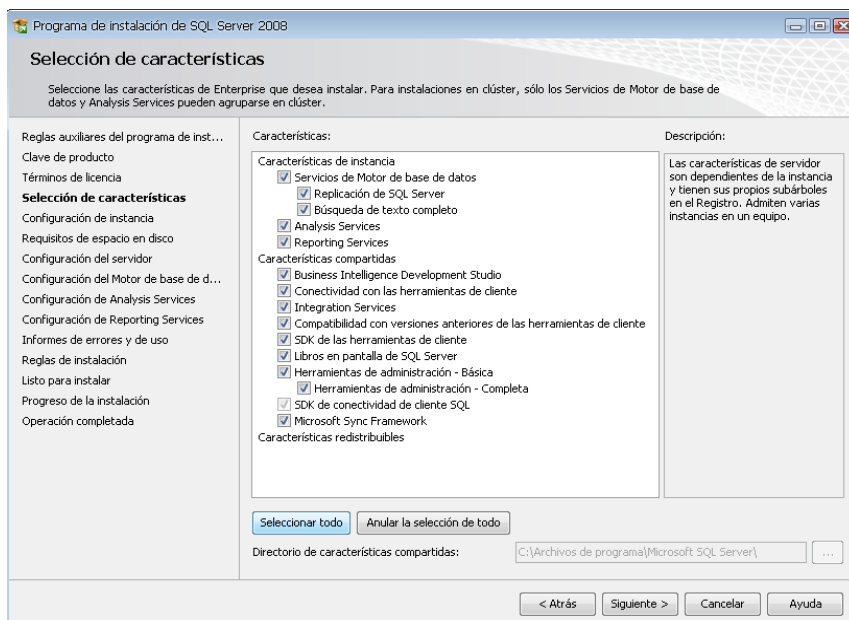 Programa de instalación de SQL Server 2008
Selección de características
Seleccione las características de Enterprise que desea instalar. Para instalaciones en clúster, sólo los Servicios de Motor de base de
datos y Analysis Services pueden agruparse en clúster.
Reglas auxiliares del programa de inst...
Clave de producto
Términos de licencia
Selección de características
Configuración de instancia
Requisitos de espacio en disco
Configuración del servidor
Configuración del Motor de base de d...
Configuración de Analysis Services
Configuración de Reporting Services
Informes de errores y de uso
Reglas de instalación
Listo para instalar
Progreso de la instalación
Operación completada
Características:
Características de instancia
Servicios de Motor de base de datos
Replicación de SQL Server
Búsqueda de texto completo
Analysis Services
Reporting Services
Características compartidas
Business Intelligence Development Studio
Conectividad con las herramientas de cliente
Integration Services
Compatibilidad con versiones anteriores de las herramientas de cliente
SDK de las herramientas de cliente
Libros en pantalla de SQL Server
Herramientas de administración - Básica
Herramientas de administración - Completa
SDK de conectividad de cliente SQL
Microsoft Sync Framework
Características redistribuibles
Descripción:
Las características de servidor
son dependientes de la instancia
y tienen sus propios subárboles
en el Registro. Admiten varias
instancias en un equipo.
Seleccionar todo
Anular la selección de todo
Directorio de características compartidas:
C:\Archivos de programa\Microsoft SQL Server\
...
< Atrás
Siguiente >
Cancelar
Ayuda